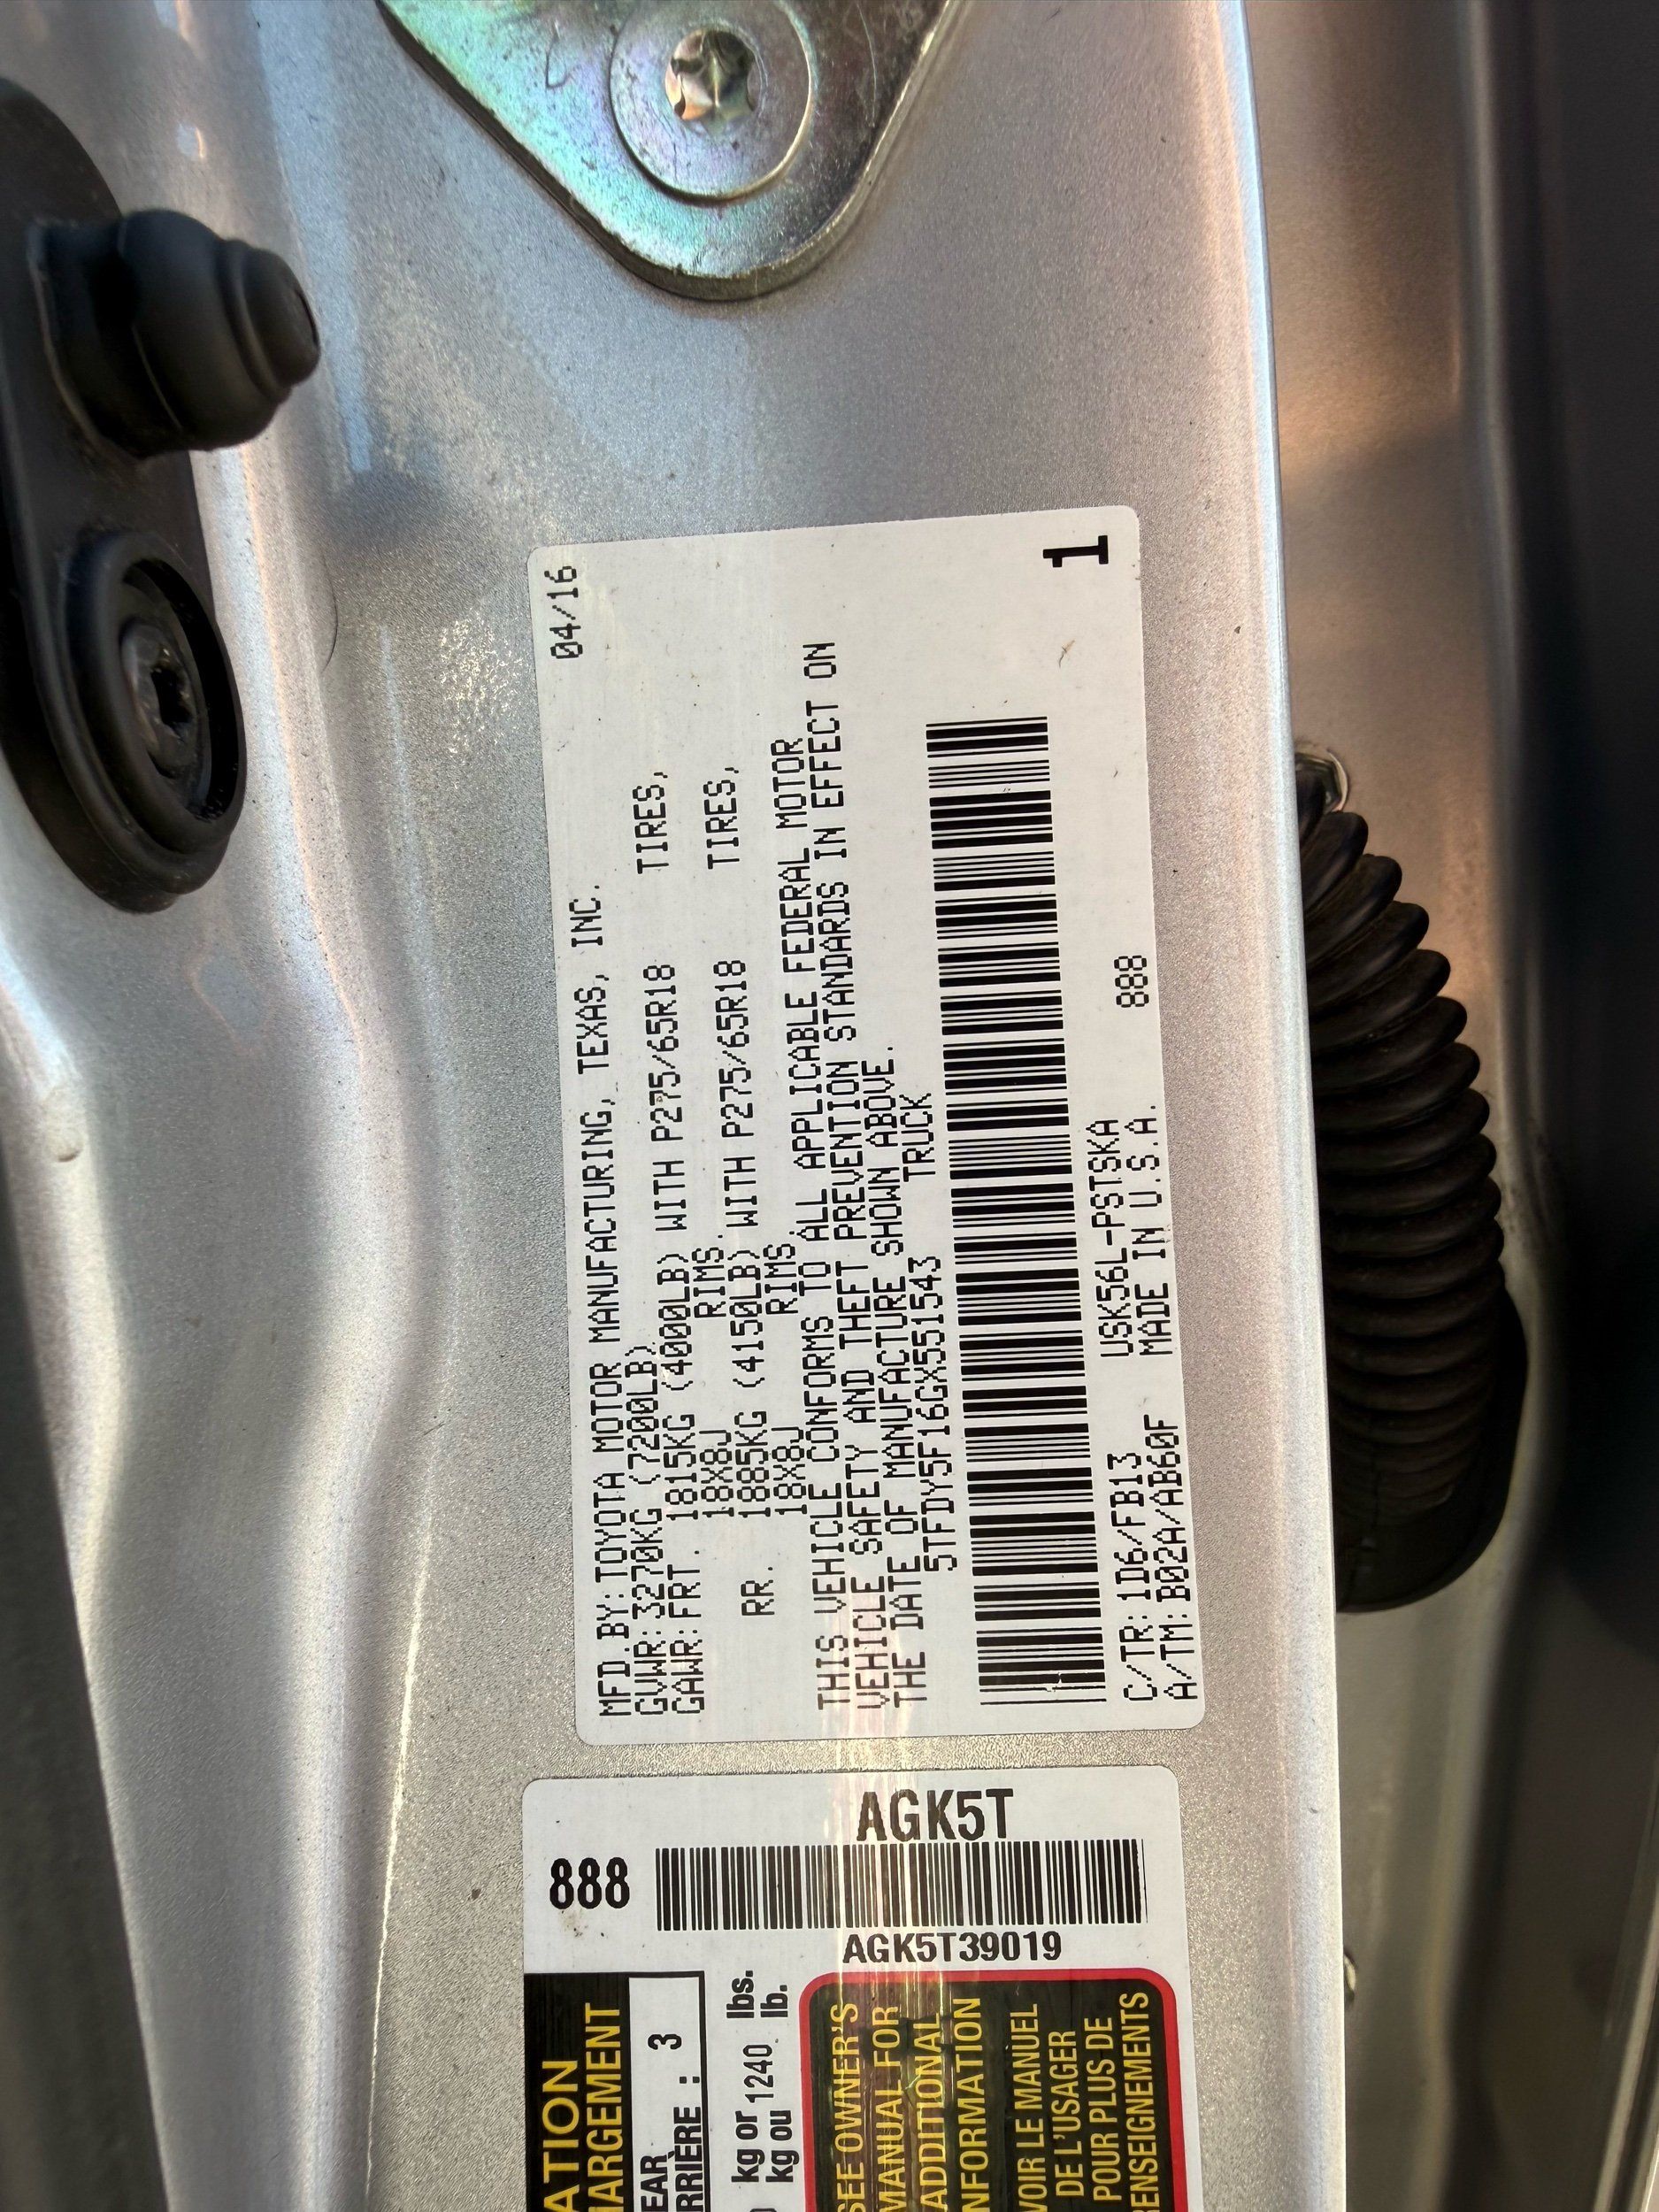 04/16
MFD.BY:TOYOTA MOTOR MANUFACTURING, TEXAS, INC.
GVWR:3270KG(7200LB)
GAWR:FRT. 1815KG (4000LB) WITH P275/65R18 TIRES,
18X8J RIMS.
RR. 1885KG (4150LB) WITH P275/65R18 TIRES,
18X8J RIMS.
THIS VEHICLE CONFORMS TO ALL APPLICABLE FEDERAL MOTOR
VEHICLE SAFETY AND THEFT PREVENTION STANDARDS IN EFFECT ON
THE DATE OF MANUFACTURE SHOWN ABOVE.
5TFDY5F16GX551543 TRUCK
C/TR:1D6/FB13 USK56L-PSTSKA
A/TM:B02A/AB60F MADE IN U.S.A. 888
1
888
AGK5T
AGK5T39019
ARRIÈRE : 3
kg or 1240 lbs.
kg ou lb.
SEE OWNER'S
MANUAL FOR
ADDITIONAL
INFORMATION
VOIR LE MANUEL
DE L'USAGER
POUR PLUS DE
RENSEIGNEMENTS